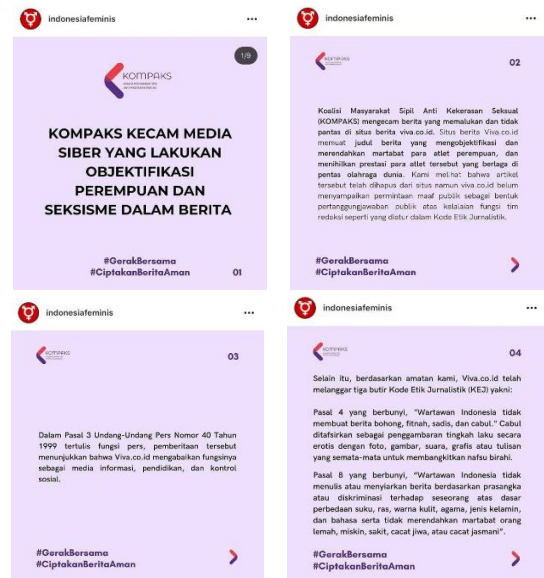 indonesiafeminis
1/9
KOMPAKS
KOMPAKS KECAM MEDIA
SIBER YANG LAKUKAN
OBJEKTIFIKASI
PEREMPUAN DAN
SEKSISME DALAM BERITA
#GerakBersama
#CiptakanBeritaAman
01
indonesiafeminis
KOMPAKS
02
Koalisi Masyarakat Sipil Anti Kekerasan Seksual
(KOMPAKS) mengecam berita yang memalukan dan tidak
pantas di situs berita viva.co.id. Situs berita Viva.co.id
memuat judul berita yang mengobjektifikasi dan
merendahkan martabat para atlet perempuan, dan
menihilkan prestasi para atlet tersebut yang berlaga di
pentas olahraga dunia. Kami melihat bahwa artikel
tersebut telah dihapus dari situs namun viva.co.id belum
menyampaikan permintaan maaf publik sebagai bentuk
pertanggungjawaban publik atas kelalaian fungsi tim
redaksi seperti yang diatur dalam Kode Etik Jurnalistik.
#GerakBersama
#CiptakanBeritaAman
indonesiafeminis
KOMPAKS
03
Dalam Pasal 3 Undang-Undang Pers Nomor 40 Tahun
1999 tertulis fungsi pers, pemberitaan tersebut
menunjukkan bahwa Viva.co.id mengabaikan fungsinya
sebagai media informasi, pendidikan, dan kontrol
sosial.
#GerakBersama
#CiptakanBeritaAman
indonesiafeminis
KOMPAKS
04
Selain itu, berdasarkan amatan kami, Viva.co.id telah
melanggar tiga butir Kode Etik Jurnalistik (KEJ) yakni:
Pasal 4 yang berbunyi, "Wartawan Indonesia tidak
membuat berita bohong, fitnah, sadis, dan cabul." Cabul
ditafsirkan sebagai penggambaran tingkah laku secara
erotis dengan foto, gambar, suara, grafis atau tulisan
yang semata-mata untuk membangkitkan nafsu birahi.
Pasal 8 yang berbunyi, "Wartawan Indonesia tidak
menulis atau menyiarkan berita berdasarkan prasangka
atau diskriminasi terhadap seseorang atas dasar
perbedaan suku, ras, warna kulit, agama, jenis kelamin,
dan bahasa serta tidak merendahkan martabat orang
lemah, miskin, sakit, cacat jiwa, atau cacat jasmani".
#GerakBersama
#CiptakanBeritaAman